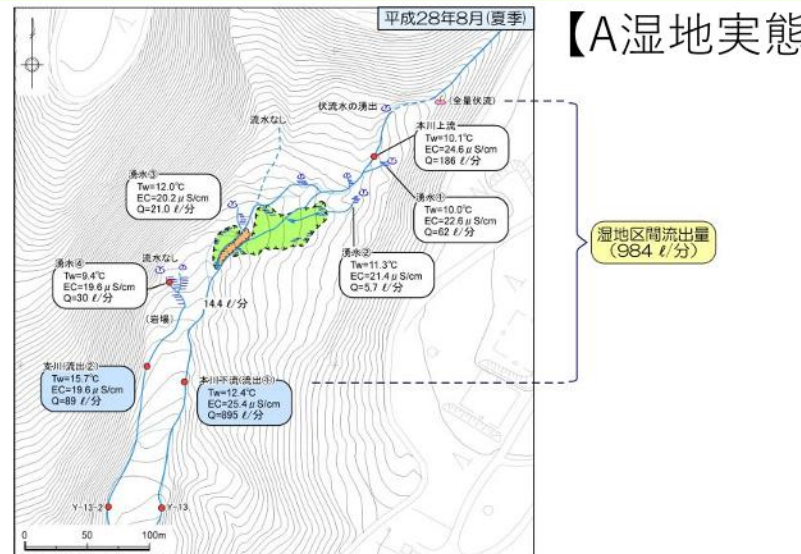 平成28年8月(夏季)
【A湿地実態
伏流水の湧出
(全量伏流)
流水なし
本川上流
Tw=10.1℃
EC=24.6μS/cm
Q=186 ℓ/分
湧水③
Tw=12.0℃
EC=20.2μS/cm
Q=21.0 ℓ/分
湧水①
Tw=10.0℃
EC=22.6μS/cm
Q=62 ℓ/分
湿地区間流出量
(984 ℓ/分)
湧水②
Tw=11.3℃
EC=21.4μS/cm
Q=5.7 ℓ/分
流水なし
湧水④
Tw=9.4℃
EC=19.6μS/cm
Q=30 ℓ/分
14.4 ℓ/分
(岩場)
支川(流出②)
Tw=15.7℃
EC=19.6μS/cm
Q=89 ℓ/分
本川下流(流出①)
Tw=12.4℃
EC=25.4μS/cm
Q=895 ℓ/分
Y-13-2
Y-13
0 50 100m